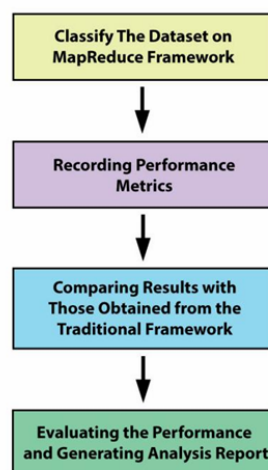 Classify The Dataset on
MapReduce Framework
Recording Performance
Metrics
Comparing Results with
Those Obtained from the
Traditional Framework
Evaluating the Performance
and Generating Analysis Report